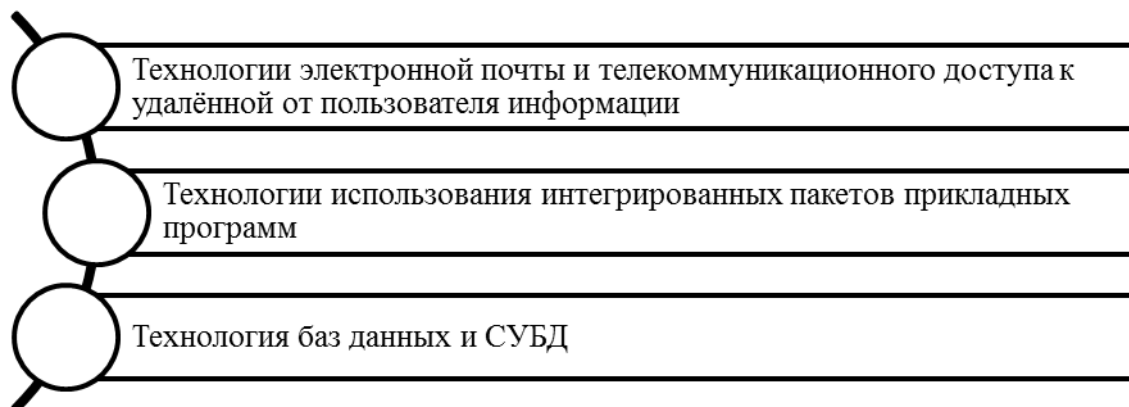 Технологии электронной почты и телекоммуникационного доступа к
удалённой от пользователя информации
Технологии использования интегрированных пакетов прикладных
программ
Технология баз данных и СУБД